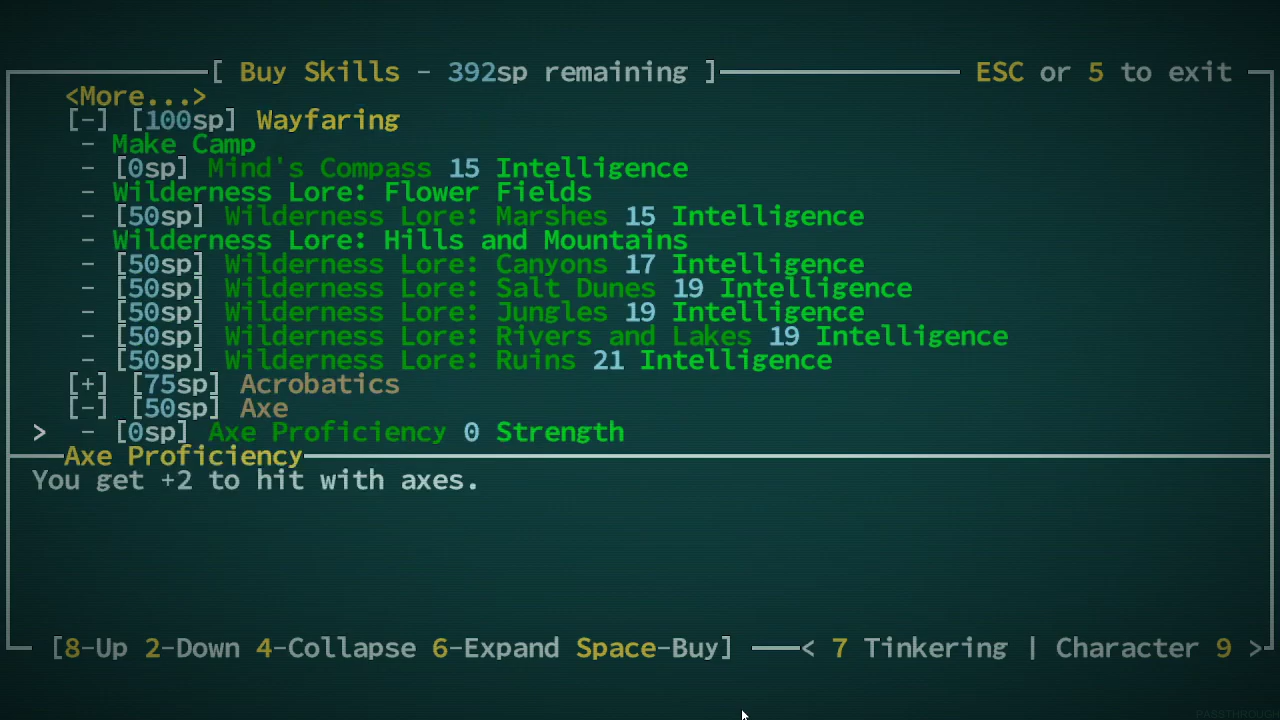 [ Buy Skills - 392sp remaining ] ESC or 5 to exit
<More...>
[-] [100sp] Wayfaring
- Make Camp
- [0sp] Mind's Compass 15 Intelligence
- Wilderness Lore: Flower Fields
- [50sp] Wilderness Lore: Marshes 15 Intelligence
- Wilderness Lore: Hills and Mountains
- [50sp] Wilderness Lore: Canyons 17 Intelligence
- [50sp] Wilderness Lore: Salt Dunes 19 Intelligence
- [50sp] Wilderness Lore: Jungles 19 Intelligence
- [50sp] Wilderness Lore: Rivers and Lakes 19 Intelligence
- [50sp] Wilderness Lore: Ruins 21 Intelligence
[+] [75sp] Acrobatics
[-] [50sp] Axe
> - [0sp] Axe Proficiency 0 Strength
Axe Proficiency
You get +2 to hit with axes.
[8-Up 2-Down 4-Collapse 6-Expand Space-Buy] < 7 Tinkering | Character 9 >